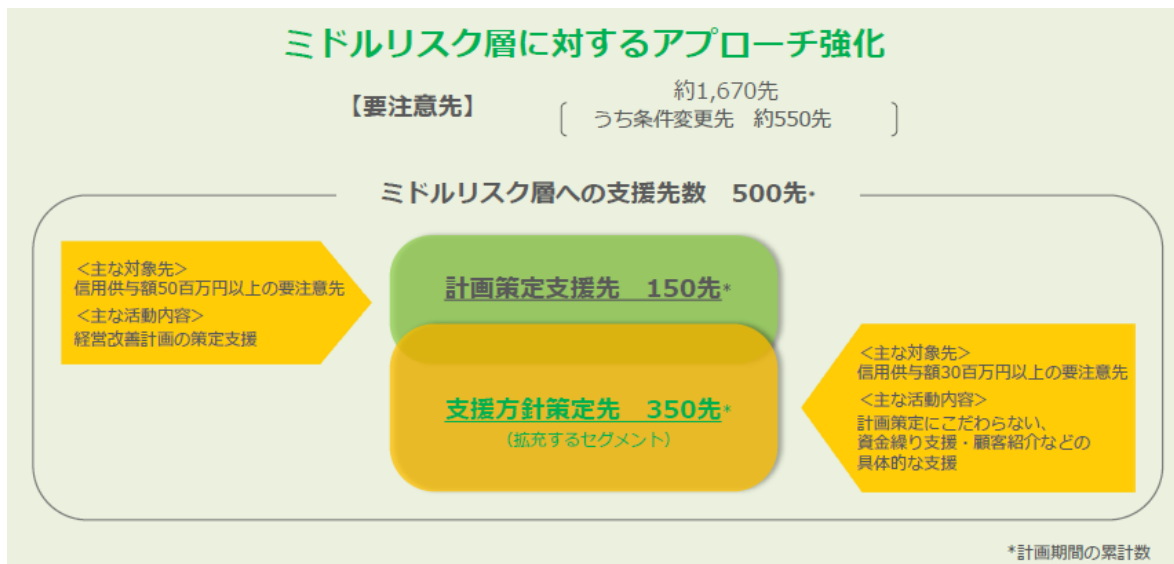 ミドルリスク層に対するアプローチ強化
【要注意先】
約1,670先
うち条件変更先 約550先
ミドルリスク層への支援先数 500先*
<主な対象先>
信用供与額50百万円以上の要注意先
<主な活動内容>
経営改善計画の策定支援
計画策定支援先 150先*
支援方針策定先 350先*
(拡充するセグメント)
<主な対象先>
信用供与額30百万円以上の要注意先
<主な活動内容>
計画策定にこだわらない、
資金繰り支援・顧客紹介などの
具体的な支援
*計画期間の累計数